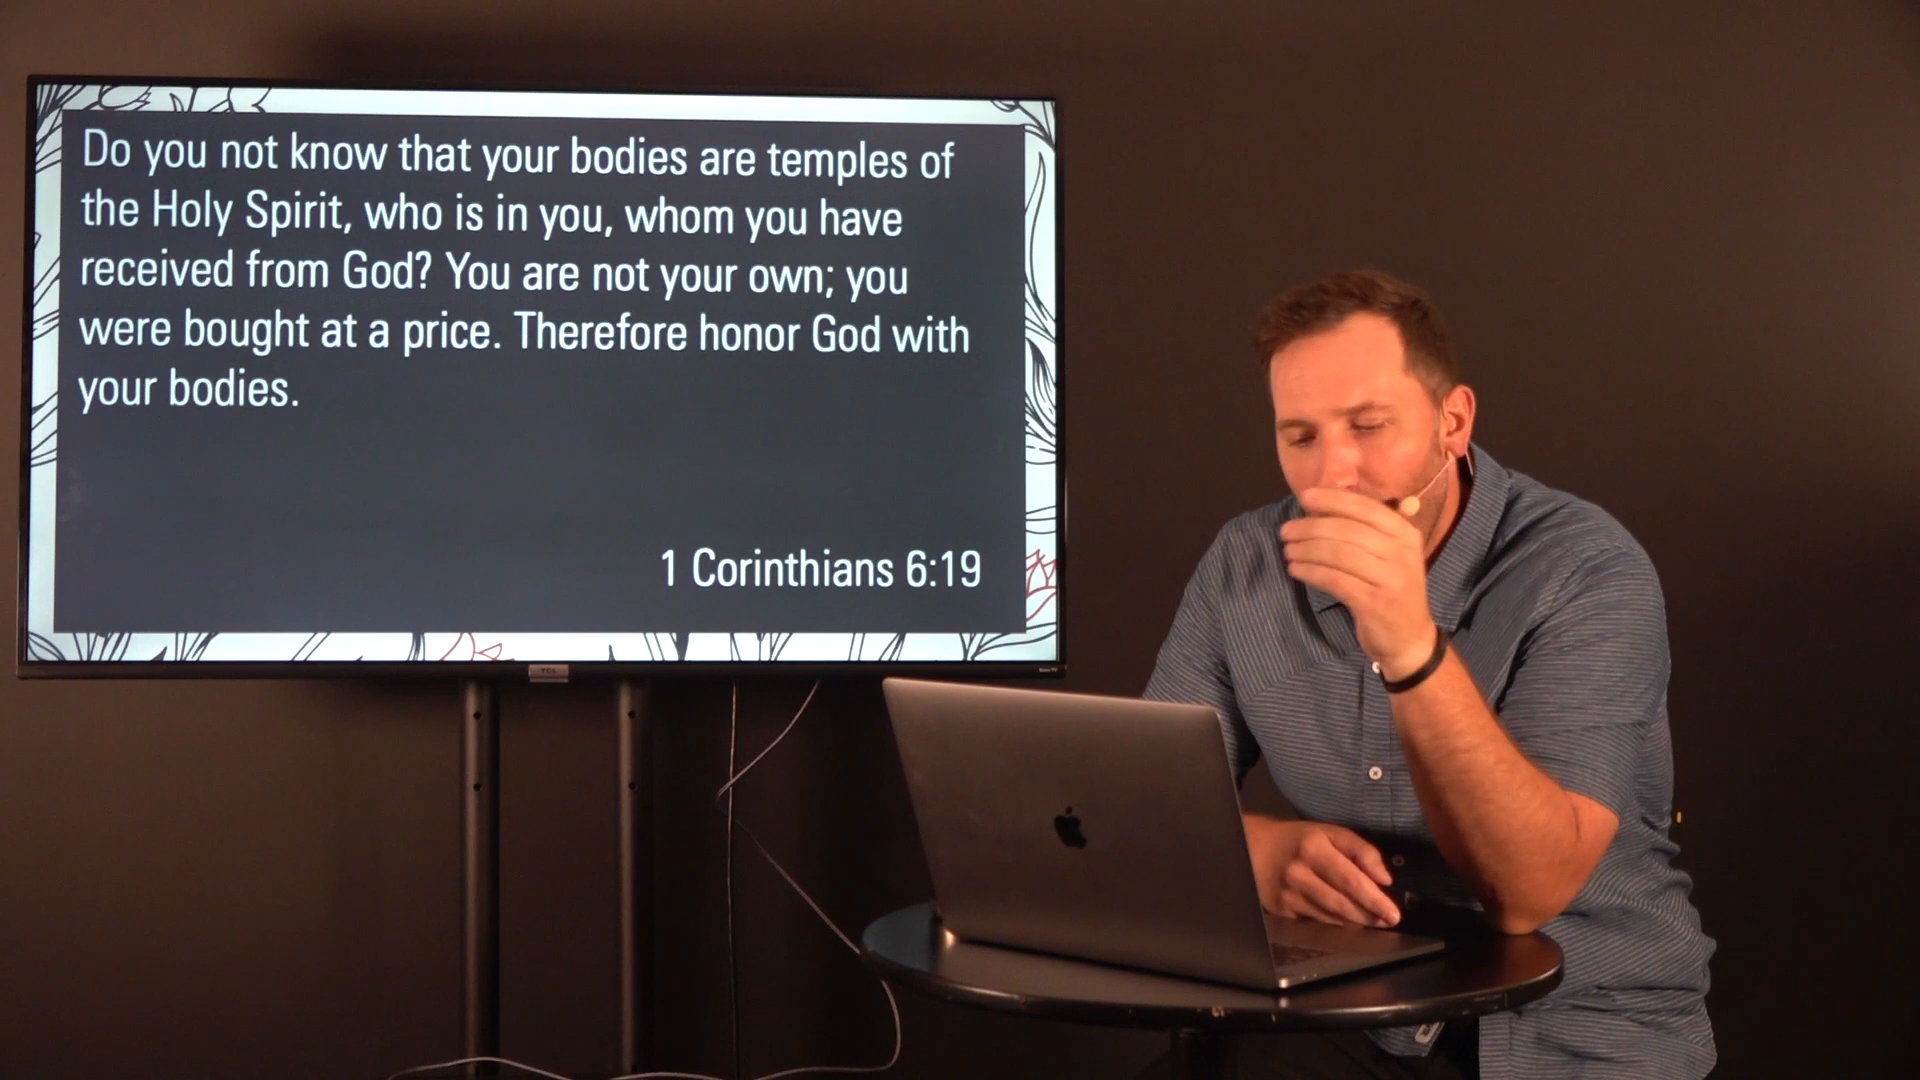 Do you not know that your bodies are temples of
the Holy Spirit, who is in you, whom you have
received from God? You are not your own; you
were bought at a price. Therefore honor God with
your bodies.
1 Corinthians 6:19
TCL